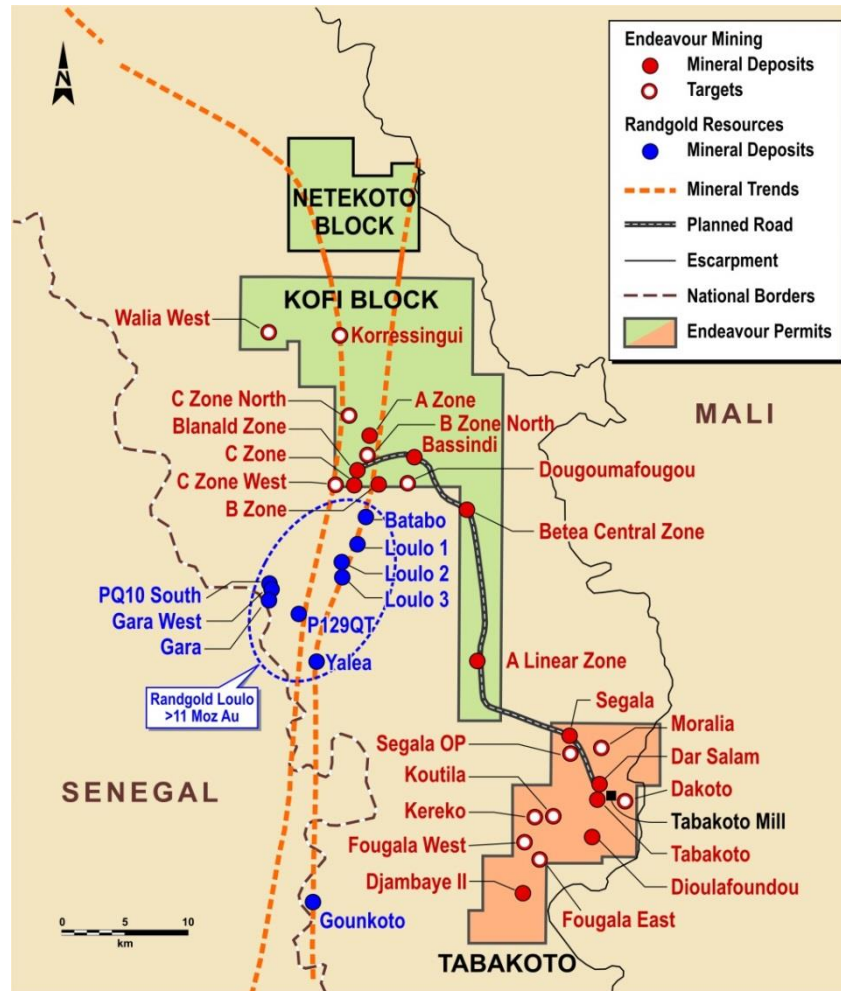 Endeavour Mining
Mineral Deposits
Targets
Randgold Resources
Mineral Deposits
Mineral Trends
Planned Road
Escarpment
National Borders
Endeavour Permits
N
NETEKOTO
BLOCK
KOFI BLOCK
Walia West
Korressingui
C Zone North
A Zone
Blanald Zone
B Zone North
C Zone
Bassindi
C Zone West
Dougoumafougou
B Zone
Betea Central Zone
MALI
Batabo
Loulo 1
Loulo 2
Loulo 3
PQ10 South
Gara West
Gara
P129QT
Yalea
Randgold Loulo
>11 Moz Au
A Linear Zone
Segala
Moralia
Segala OP
Dar Salam
Koutila
Dakoto
SENEGAL
Kereko
Tabakoto Mill
Fougala West
Tabakoto
Djambaye II
Dioulafoundou
Fougala East
Gounkoto
TABAKOTO
0 5 10
km